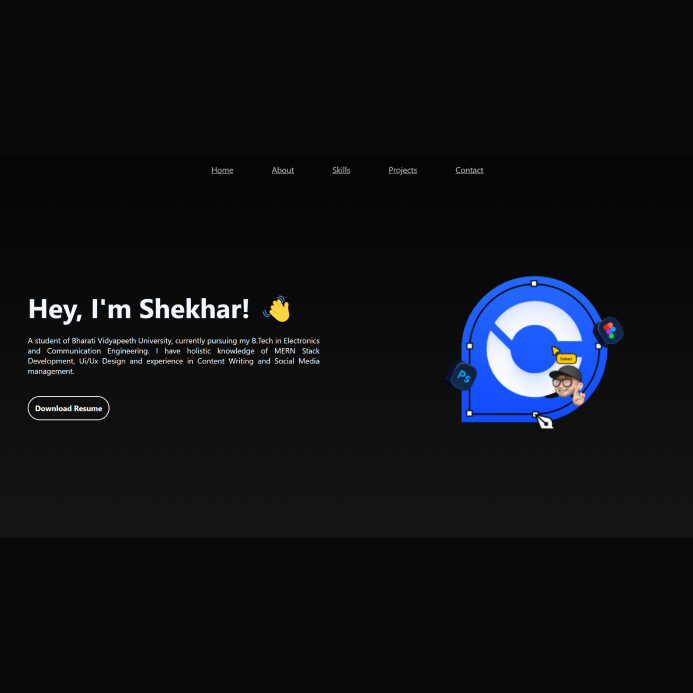 Home About Skills Projects Contact
Hey, I'm Shekhar! 👋
A student of Bharati Vidyapeeth University, currently pursuing my B.Tech in Electronics
and Communication Engineering. I have holistic knowledge of MERN Stack
Development, Ui/Ux Design and experience in Content Writing and Social Media
management.
Download Resume
Ps